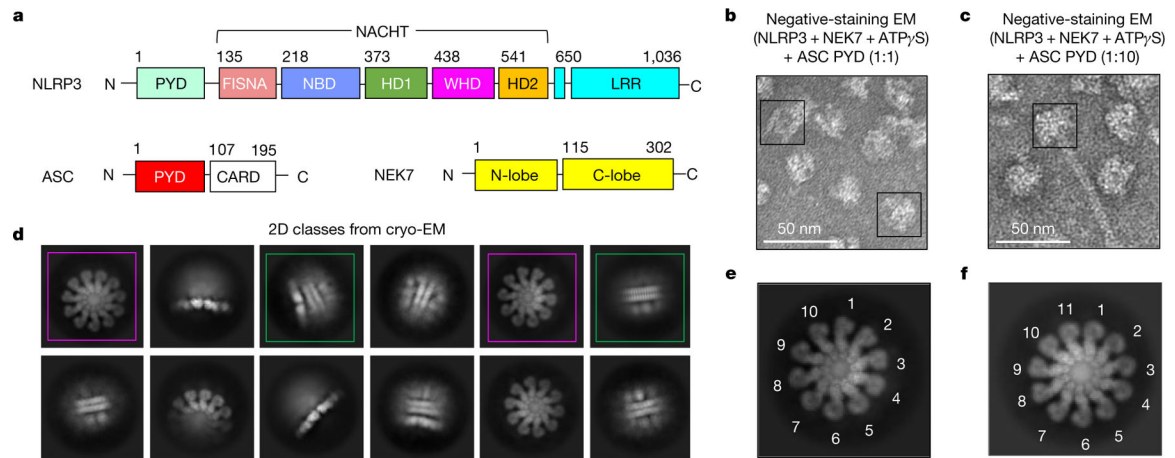 a
NACHT
1 135 218 373 438 541 650 1,036
NLRP3 N PYD FISNA NBD HD1 WHD HD2 LRR C
1 107 195
ASC N PYD CARD C
1 115 302
NEK7 N N-lobe C-lobe C
b
Negative-staining EM
(NLRP3 + NEK7 + ATPγS)
+ ASC PYD (1:1)
50 nm
c
Negative-staining EM
(NLRP3 + NEK7 + ATPγS)
+ ASC PYD (1:10)
50 nm
d
2D classes from cryo-EM
e
1
2
3
4
5
6
7
8
9
10
f
1
2
3
4
5
6
7
8
9
10
11